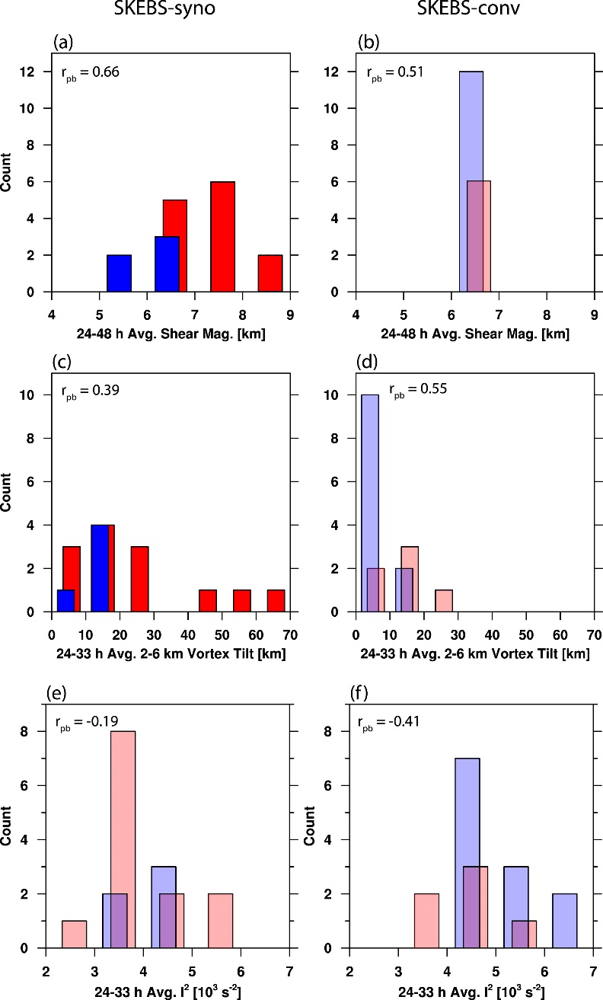 SKEBS-syno SKEBS-conv
(a) (b)
r_pb = 0.66 r_pb = 0.51
12 12
10 10
8 8
Count
6 6
4 4
2 2
0 0
4 5 6 7 8 9 4 5 6 7 8 9
24-48 h Avg. Shear Mag. [km] 24-48 h Avg. Shear Mag. [km]
(c) (d)
r_pb = 0.39 r_pb = 0.55
10 10
8 8
Count
6 6
4 4
2 2
0 0
0 10 20 30 40 50 60 70 0 10 20 30 40 50 60 70
24-33 h Avg. 2-6 km Vortex Tilt [km] 24-33 h Avg. 2-6 km Vortex Tilt [km]
(e) (f)
r_pb = -0.19 r_pb = -0.41
8 8
6 6
Count Count
4 4
2 2
0 0
2 3 4 5 6 7 2 3 4 5 6 7
24-33 h Avg. I² [10³ s⁻²] 24-33 h Avg. I² [10³ s⁻²]